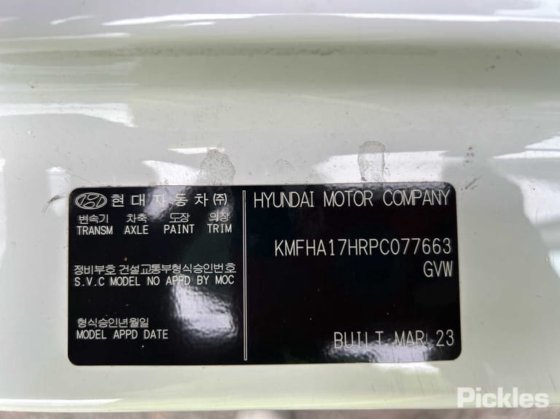 현대자동차(주)
변속기 차축 도장 의장
TRANSM AXLE PAINT TRIM
정비부호 건설교통부형식승인번호
S.V.C MODEL NO APPD BY MOC
형식승인년월일
MODEL APPD DATE
HYUNDAI MOTOR COMPANY
KMFHA17HRPC077663
GVW
BUILT MAR 23
Pickles